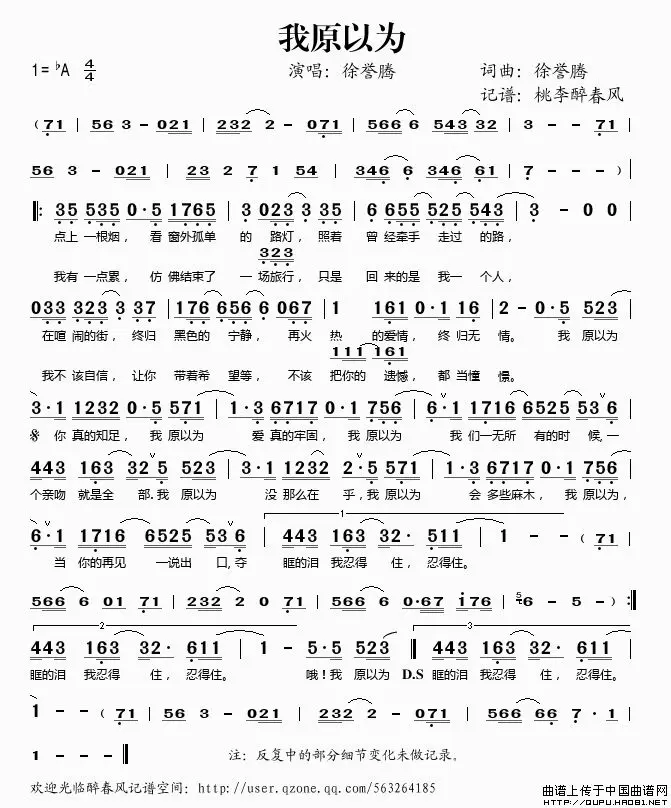 我原以为
1=♭A 4/4 演唱：徐誉腾 词曲：徐誉腾
记谱：桃李醉春风
( 71 | 56 3 - 021 | 232 2 - 071 | 566 6 543 32 | 3 - - 71 |
56 3 - 021 | 23 2 7 1 54 | 346 6 346 61 | 7 - - - ) |
‖: 35 535 0·5 1765 | 3 023 3 35 | 6 655 525 543 | 3 - 0 0
点上 一根烟，看 窗外孤单 的 路灯，照着 曾 经牵手 走过 的路，
323
我有 一点累，仿 佛结束了 一 场旅行，只是 回 来的是 我一 个人，
033 323 3 37 | 176 656 6 067 | 1 161 0·1 16 | 2 - 0·5 523 |
在喧 闹的街，终归 黑色的 宁静，再火 热 的爱情，终 归无 情。我 原以为
111 161
我不 该自信，让你 带着希 望等，不该 把你的 遗憾，都 当憧 憬。
3·1 1232 0·5 571 | 1·3 6717 0·1 756 | 6·1 1716 6525 53 6 |
你 真的知足，我 原以为 爱 真的牢固，我 原以为 我 们一无所 有的时 候，一
443 163 32 5 523 | 3·1 1232 2·5 571 | 1·3 6717 0·1 756 |
个亲吻 就是全 部.我 原以为 没 那么在 乎，我 原以为 会 多些麻木，我 原以为，
6·1 1716 6525 53 6 | 443 163 32· 511 | 1 - - ( 71 |
1
当 你的再见 一说出 口，夺 眶的泪 我忍得 住，忍得住。
566 6 01 71 | 232 2 0 71 | 566 6 0·67 i76 | 5 6 - 5 - ) :‖
2 3
443 163 32· 611 | 1 - 5·5 523 ‖ 443 163 32· 611 |
眶的泪 我忍得 住，忍得住。 哦！我 原以为 D.S 眶的泪 我忍得 住，忍得住。
1 - - ( 71 | 56 3 - 021 | 232 2 - 071 | 566 66 7·1 |
1 - - - ‖ 注：反复中的部分细节变化未做记录。
欢迎光临醉春风记谱空间：http://user.qzone.qq.com/563264185
曲谱上传于中国曲谱网
http://QUPU.HAO81.NET